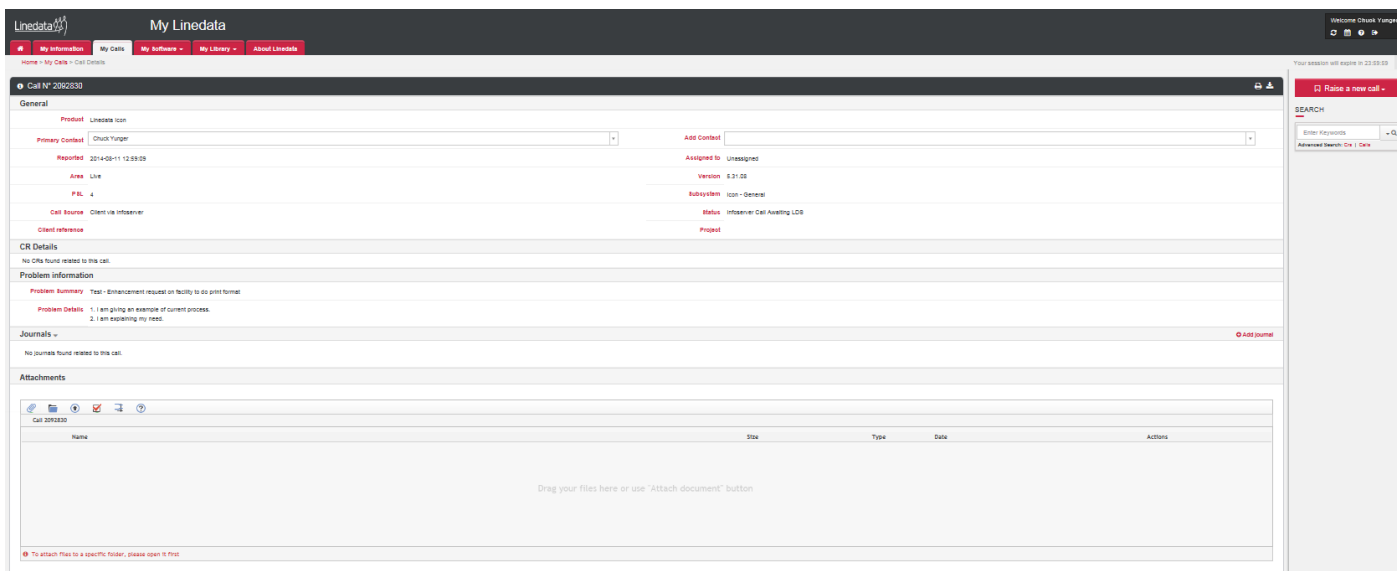 Linedata
My Linedata
Welcome Chuck Yunger
My Information
My Calls
My Software
My Library
About Linedata
Home > My Calls > Call Details
Your session will expire in 23:59:59
Call N° 2092830
Raise a new call
General
SEARCH
Product Linedata Icon
Enter Keywords
Primary Contact Chuck Yunger
Add Contact
Advanced Search: Crs | Calls
Reported 2014-08-11 12:59:09
Assigned to Unassigned
Area Live
Version 5.31.08
PSL 4
Subsystem Icon - General
Call Source Client via Infoserver
Status Infoserver Call Awaiting LDS
Client reference
Project
CR Details
No CRs found related to this call.
Problem information
Problem Summary Test - Enhancement request on facility to do print format
Problem Details 1. I am giving an example of current process.
2. I am explaining my need.
Journals
Add journal
No journals found related to this call.
Attachments
Call 2092830
Name Size Type Date Actions
Drag your files here or use "Attach document" button
To attach files to a specific folder, please open it first